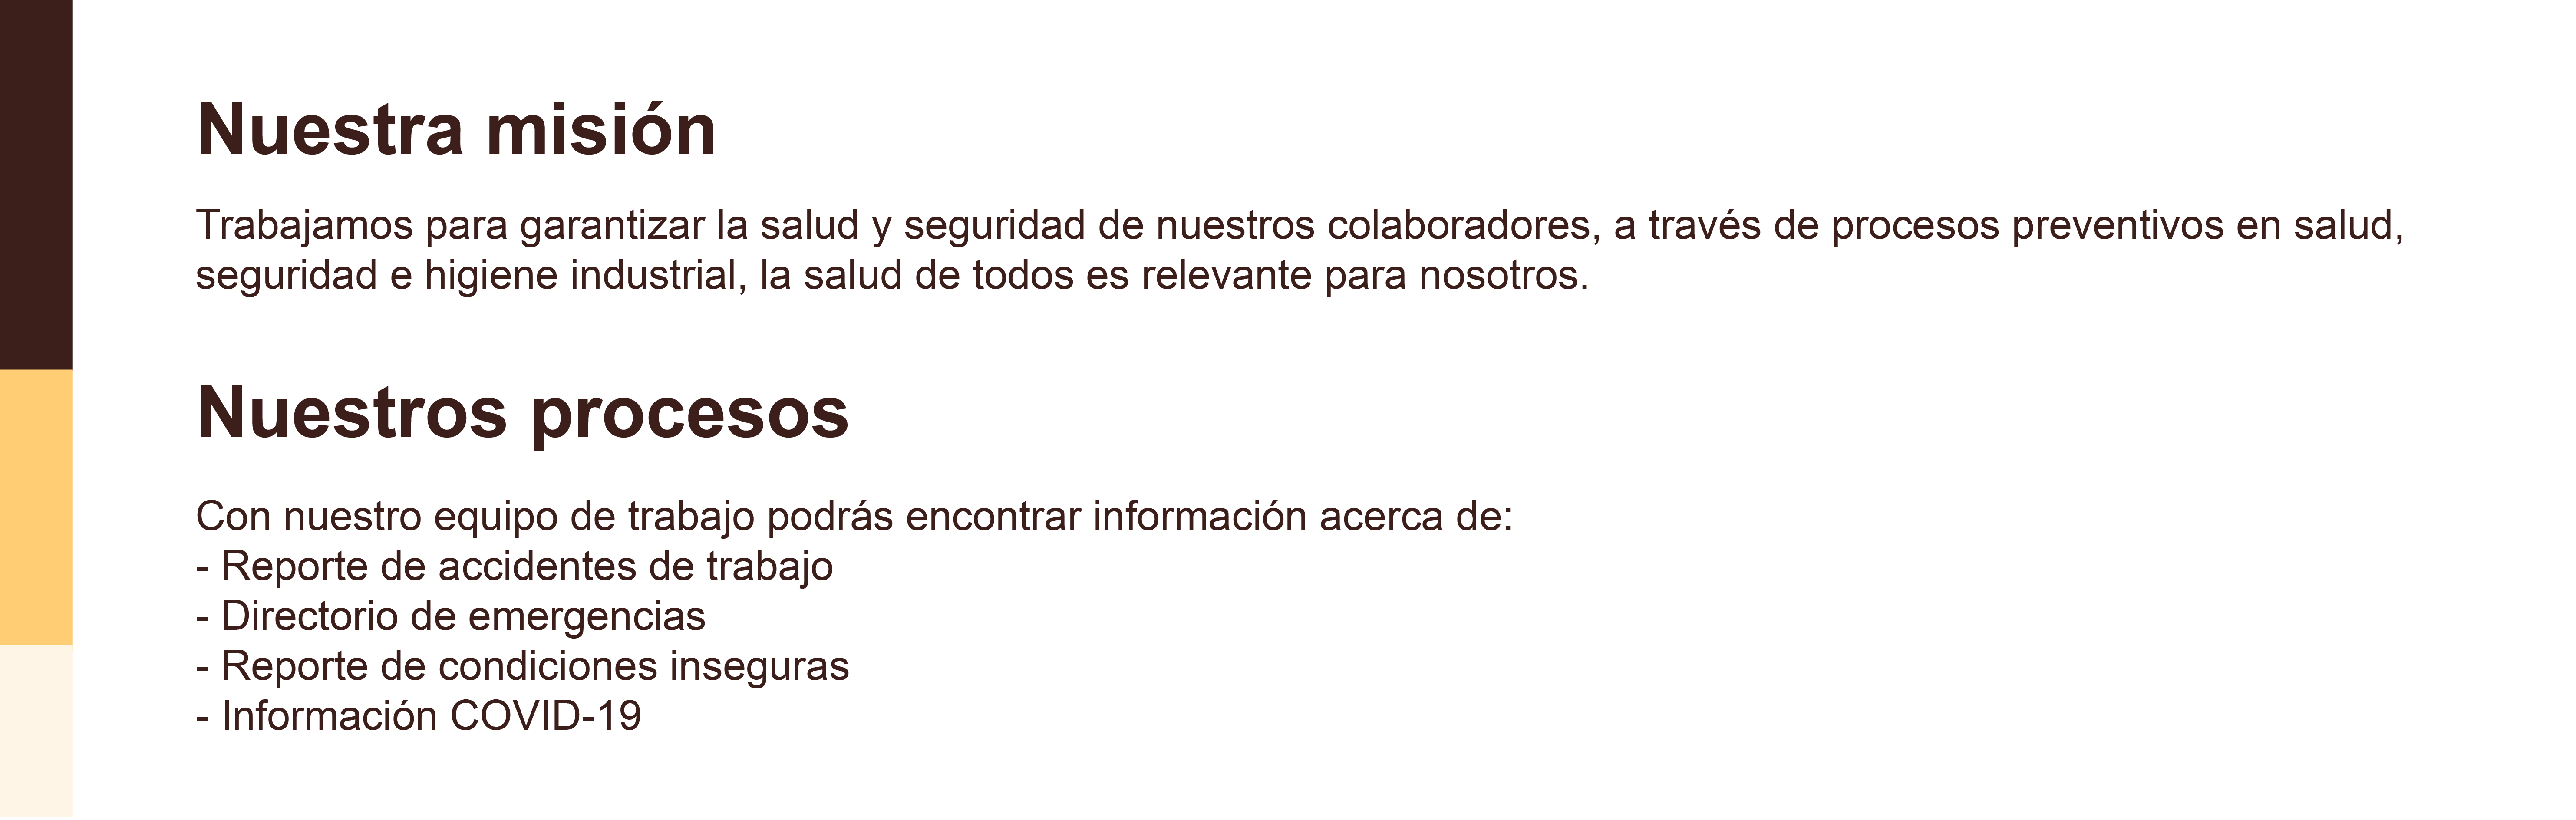 Nuestra misión
Trabajamos para garantizar la salud y seguridad de nuestros colaboradores, a través de procesos preventivos en salud,
seguridad e higiene industrial, la salud de todos es relevante para nosotros.
Nuestros procesos
Con nuestro equipo de trabajo podrás encontrar información acerca de:
- Reporte de accidentes de trabajo
- Directorio de emergencias
- Reporte de condiciones inseguras
- Información COVID-19